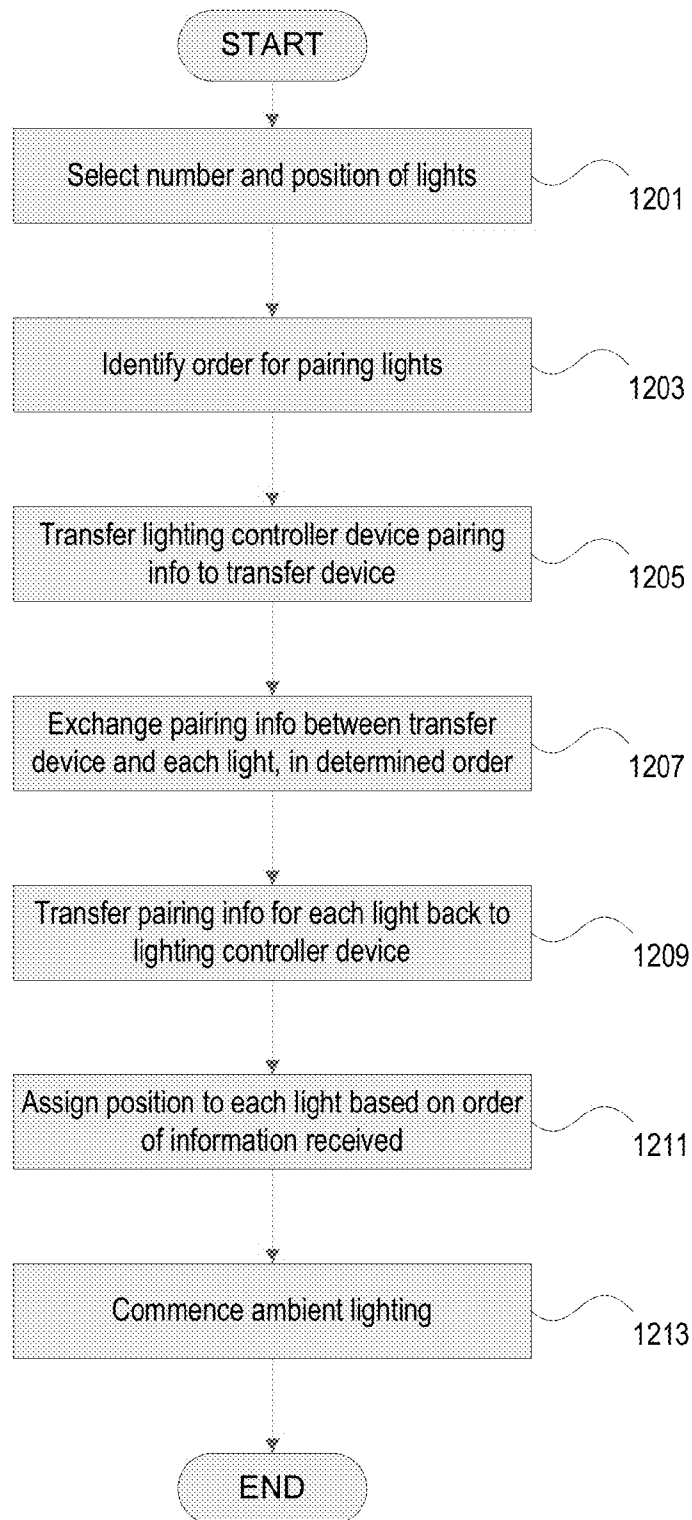 START
Select number and position of lights
1201
Identify order for pairing lights
1203
Transfer lighting controller device pairing
info to transfer device
1205
Exchange pairing info between transfer
device and each light, in determined order
1207
Transfer pairing info for each light back to
lighting controller device
1209
Assign position to each light based on order
of information received
1211
Commence ambient lighting
1213
END